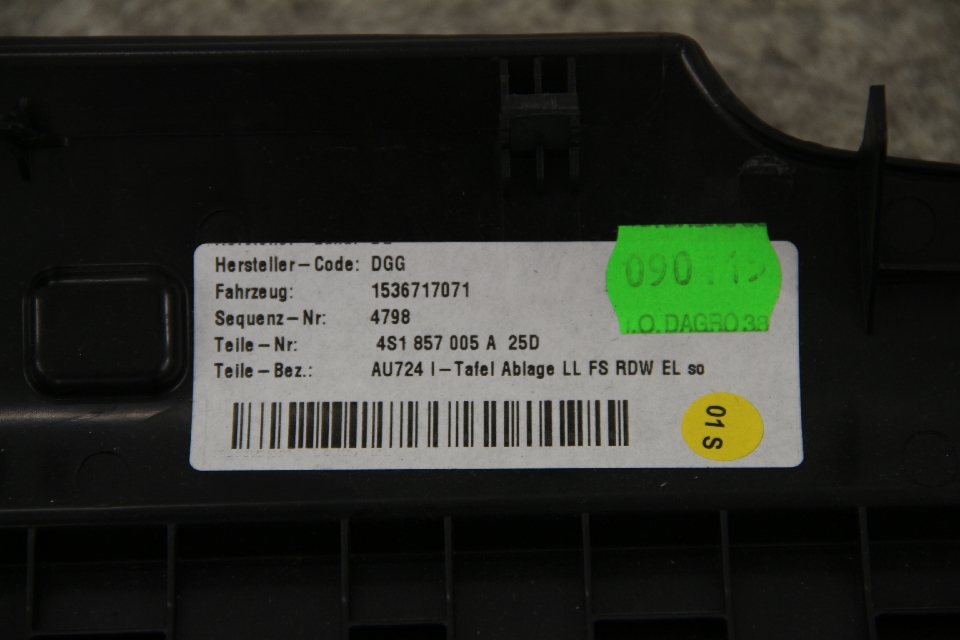 Hersteller-Code: DGG
Fahrzeug: 1536717071
Sequenz-Nr: 4798
Teile-Nr: 4S1 857 005 A 25D
Teile-Bez.: AU724 I-Tafel Ablage LL FS RDW EL so
090
I.O. DAGRO 38
01 S